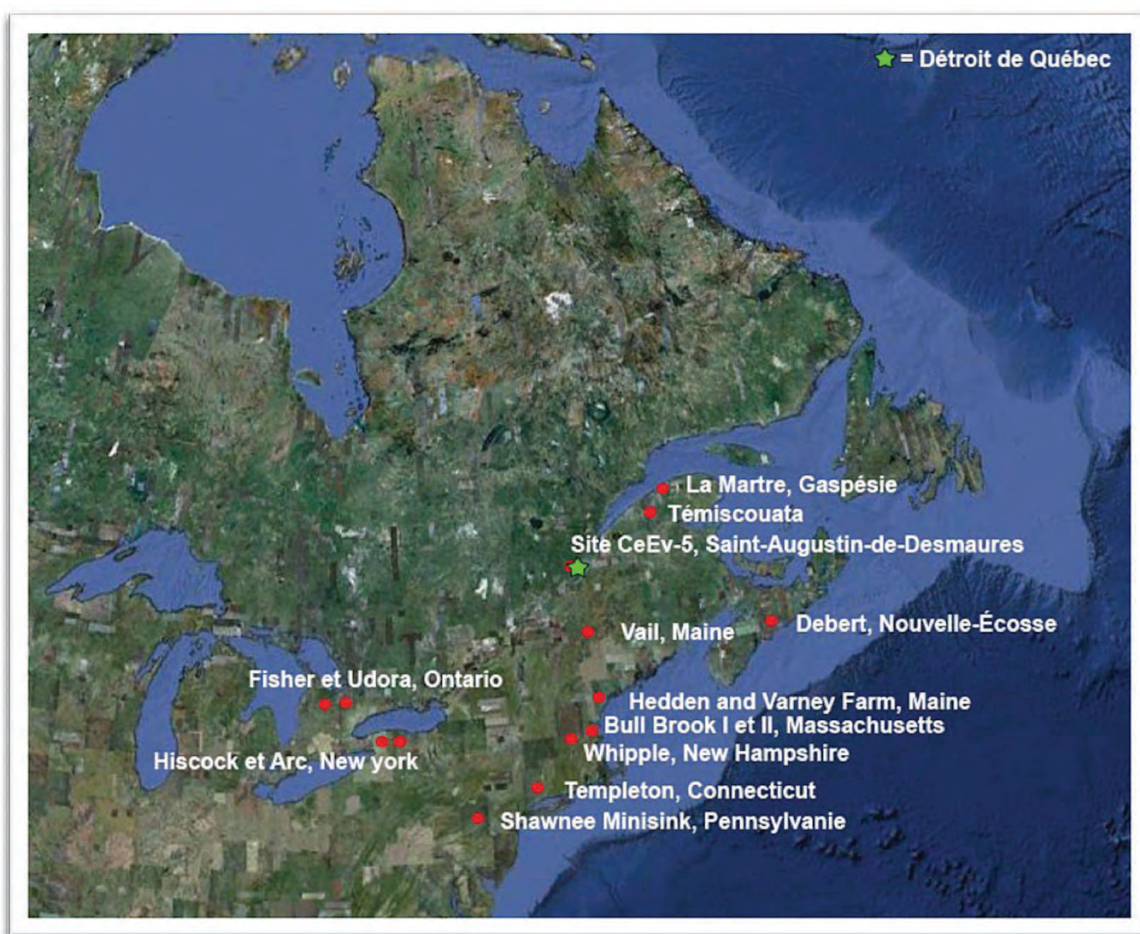 = Détroit de Québec
La Martre, Gaspésie
Témiscouata
Site CeEv-5, Saint-Augustin-de-Desmaures
Vail, Maine
Debert, Nouvelle-Écosse
Fisher et Udora, Ontario
Hedden and Varney Farm, Maine
Bull Brook I et II, Massachusetts
Whipple, New Hampshire
Hiscock et Arc, New york
Templeton, Connecticut
Shawnee Minisink, Pennsylvanie